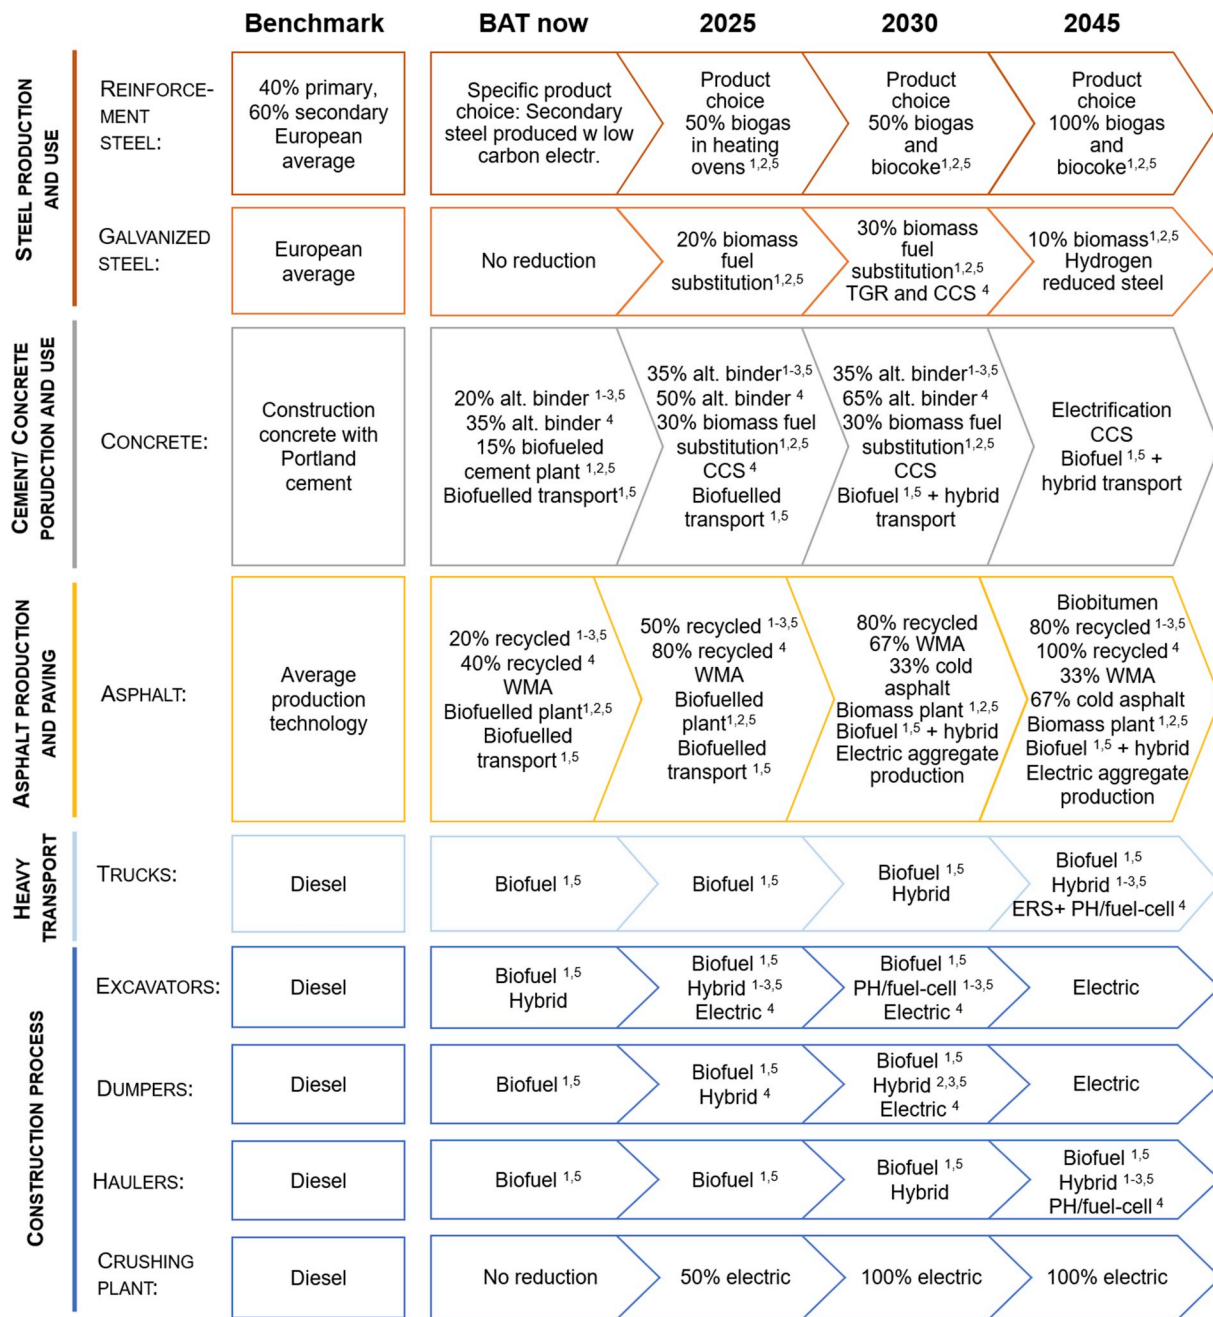 Benchmark
BAT now
2025
2030
2045
STEEL PRODUCTION
AND USE
REINFORCE-
MENT
STEEL:
40% primary,
60% secondary
European
average
Specific product
choice: Secondary
steel produced w low
carbon electr.
Product
choice
50% biogas
in heating
ovens 1,2,5
Product
choice
50% biogas
and
biocoke1,2,5
Product
choice
100% biogas
and
biocoke1,2,5
GALVANIZED
STEEL:
European
average
No reduction
20% biomass
fuel
substitution1,2,5
30% biomass
fuel
substitution1,2,5
TGR and CCS 4
10% biomass1,2,5
Hydrogen
reduced steel
CEMENT/ CONCRETE
PORUDCTION AND USE
CONCRETE:
Construction
concrete with
Portland
cement
20% alt. binder 1-3,5
35% alt. binder 4
15% biofueled
cement plant 1,2,5
Biofuelled transport1,5
35% alt. binder1-3,5
50% alt. binder 4
30% biomass fuel
substitution1,2,5
CCS 4
Biofuelled
transport 1,5
35% alt. binder1-3,5
65% alt. binder 4
30% biomass fuel
substitution1,2,5
CCS
Biofuel 1,5 + hybrid
transport
Electrification
CCS
Biofuel 1,5 +
hybrid transport
ASPHALT PRODUCTION
AND PAVING
ASPHALT:
Average
production
technology
20% recycled 1-3,5
40% recycled 4
WMA
Biofuelled plant1,2,5
Biofuelled
transport 1,5
50% recycled 1-3,5
80% recycled 4
WMA
Biofuelled
plant1,2,5
Biofuelled
transport 1,5
80% recycled
67% WMA
33% cold
asphalt
Biomass plant 1,2,5
Biofuel 1,5 + hybrid
Electric aggregate
production
Biobitumen
80% recycled 1-3,5
100% recycled 4
33% WMA
67% cold asphalt
Biomass plant 1,2,5
Biofuel 1,5 + hybrid
Electric aggregate
production
HEAVY
TRANSPORT
TRUCKS:
Diesel
Biofuel 1,5
Biofuel 1,5
Biofuel 1,5
Hybrid
Biofuel 1,5
Hybrid 1-3,5
ERS+ PH/fuel-cell 4
CONSTRUCTION PROCESS
EXCAVATORS:
Diesel
Biofuel 1,5
Hybrid
Biofuel 1,5
Hybrid 1-3,5
Electric 4
Biofuel 1,5
PH/fuel-cell 1-3,5
Electric 4
Electric
DUMPERS:
Diesel
Biofuel 1,5
Biofuel 1,5
Hybrid 4
Biofuel 1,5
Hybrid 2,3,5
Electric 4
Electric
HAULERS:
Diesel
Biofuel 1,5
Biofuel 1,5
Biofuel 1,5
Hybrid
Biofuel 1,5
Hybrid 1-3,5
PH/fuel-cell 4
CRUSHING
PLANT:
Diesel
No reduction
50% electric
100% electric
100% electric